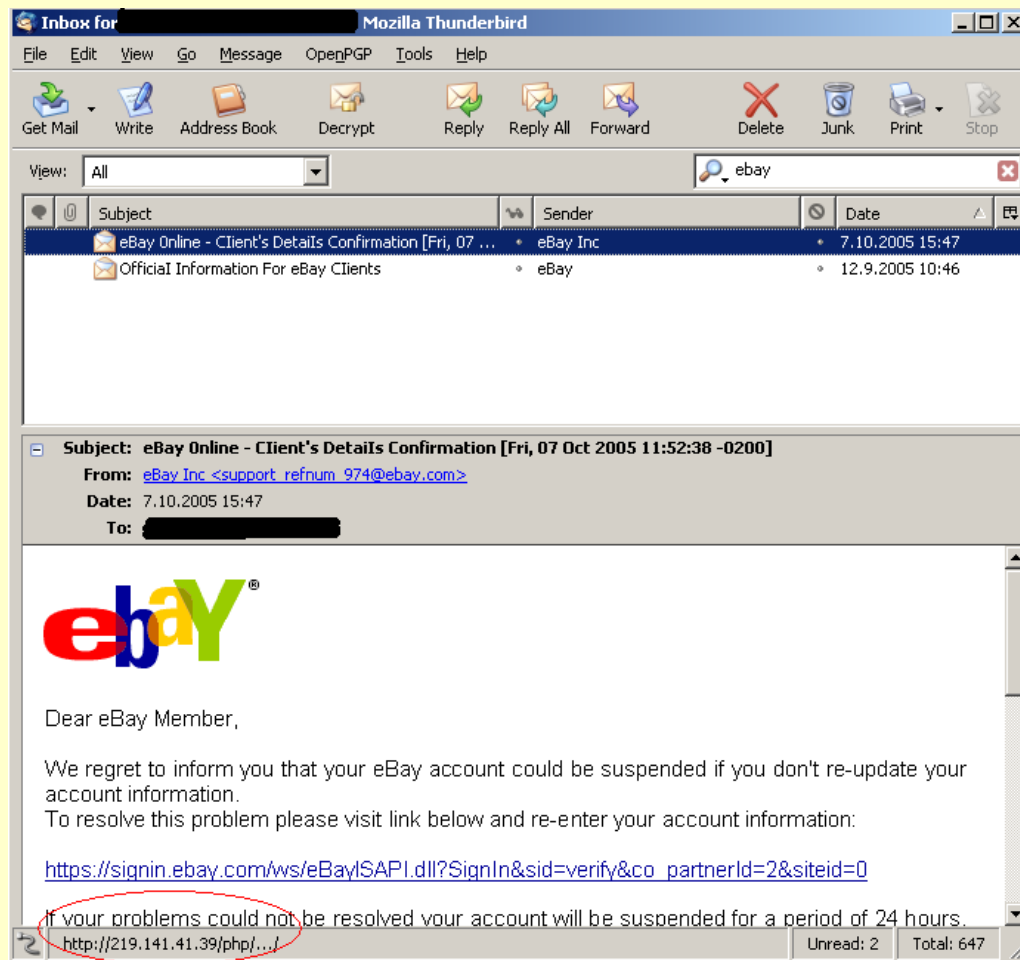 Inbox for Mozilla Thunderbird
File Edit View Go Message OpenPGP Tools Help
Get Mail Write Address Book Decrypt Reply Reply All Forward Delete Junk Print Stop
View: All ebay
Subject Sender Date
eBay 0nline - CIient's DetaiIs Confirmation [Fri, 07 ... eBay Inc 7.10.2005 15:47
OfficiaI Information For eBay CIients eBay 12.9.2005 10:46
Subject: eBay 0nline - CIient's DetaiIs Confirmation [Fri, 07 Oct 2005 11:52:38 -0200]
From: eBay Inc <support_refnum_974@ebay.com>
Date: 7.10.2005 15:47
To:
ebaY®
Dear eBay Member,
We regret to inform you that your eBay account could be suspended if you don't re-update your
account information.
To resolve this problem please visit link below and re-enter your account information:
https://signin.ebay.com/ws/eBayISAPI.dll?SignIn&sid=verify&co_partnerId=2&siteid=0
If your problems could not be resolved your account will be suspended for a period of 24 hours.
http://219.141.41.39/php/.../ Unread: 2 Total: 647